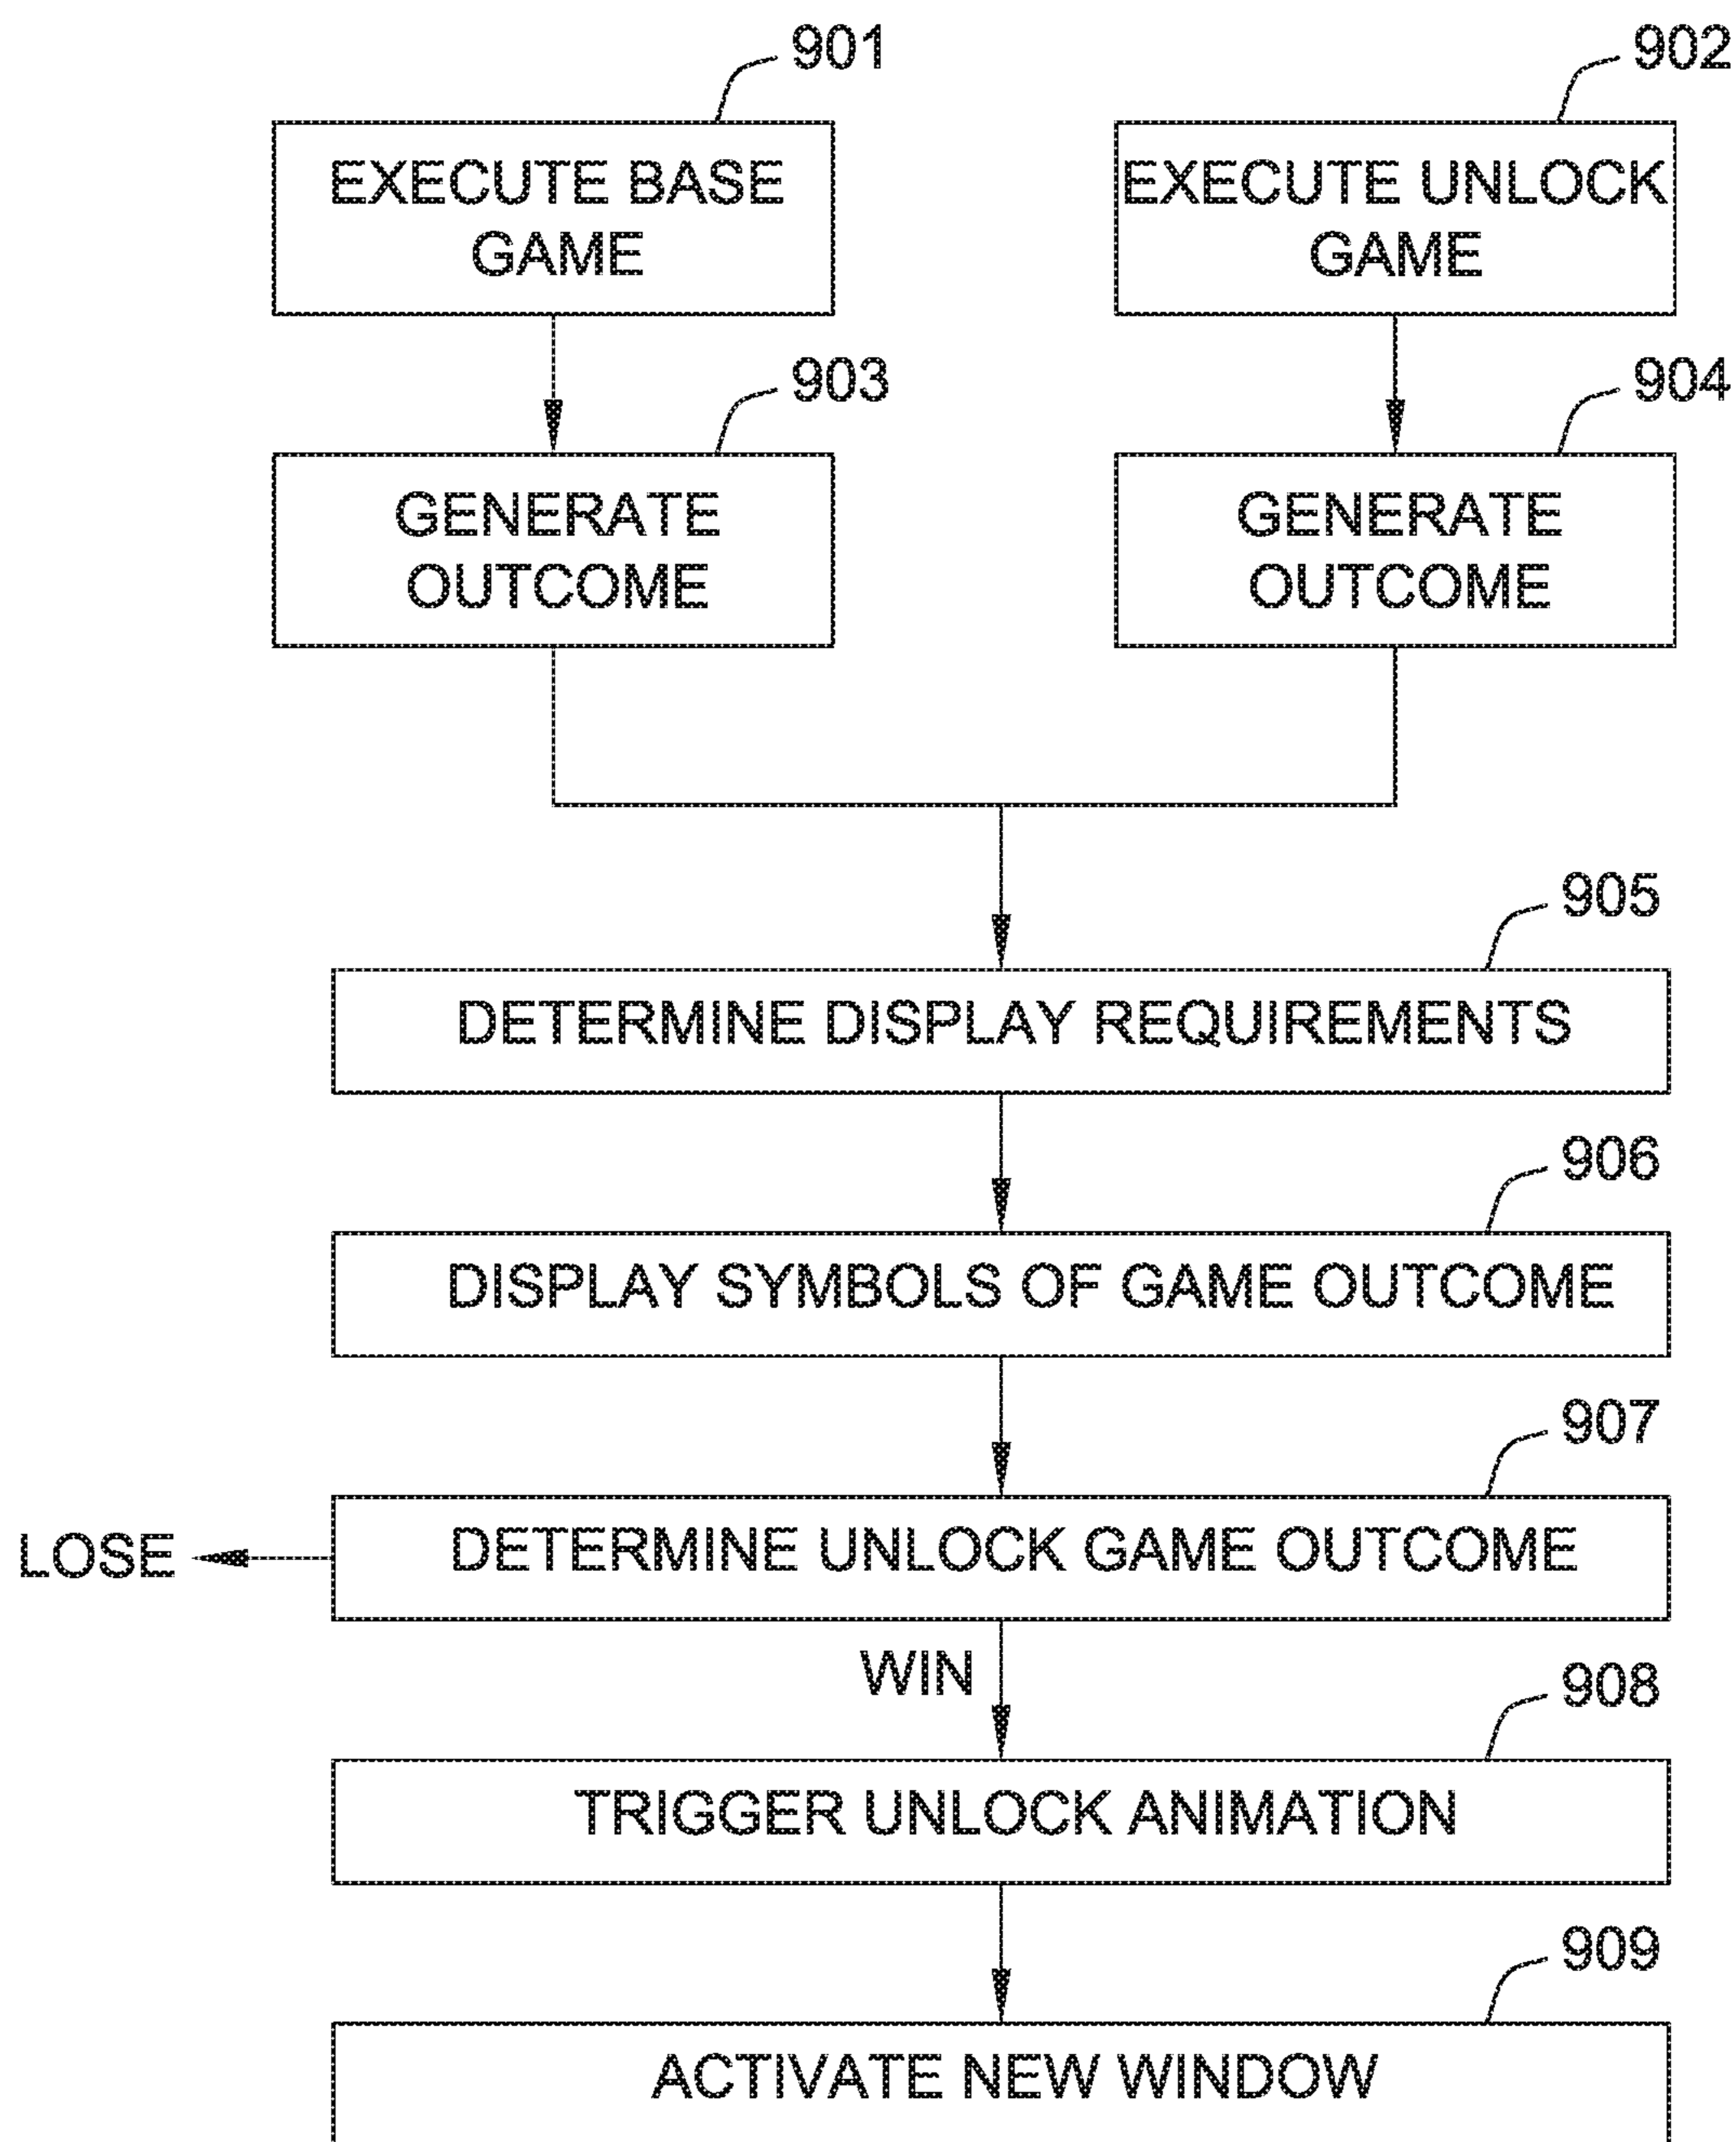 901
902
EXECUTE BASE
GAME
EXECUTE UNLOCK
GAME
903
904
GENERATE
OUTCOME
GENERATE
OUTCOME
905
DETERMINE DISPLAY REQUIREMENTS
906
DISPLAY SYMBOLS OF GAME OUTCOME
907
LOSE
DETERMINE UNLOCK GAME OUTCOME
WIN
908
TRIGGER UNLOCK ANIMATION
909
ACTIVATE NEW WINDOW